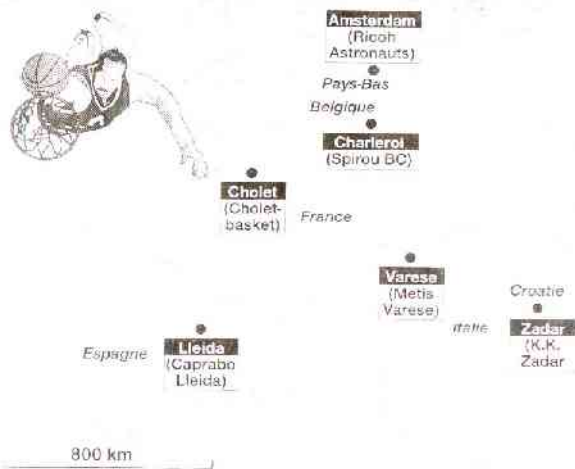 Amsterdam
(Ricoh
Astronauts)
Pays-Bas
Belgique
Charleroi
(Spirou BC)
Cholet
(Cholet-
basket)
France
Varese
(Metis
Varese)
Italie
Croatie
Zadar
(K.K.
Zadar
Espagne
Lleida
(Caprabo
Lleida)
800 km